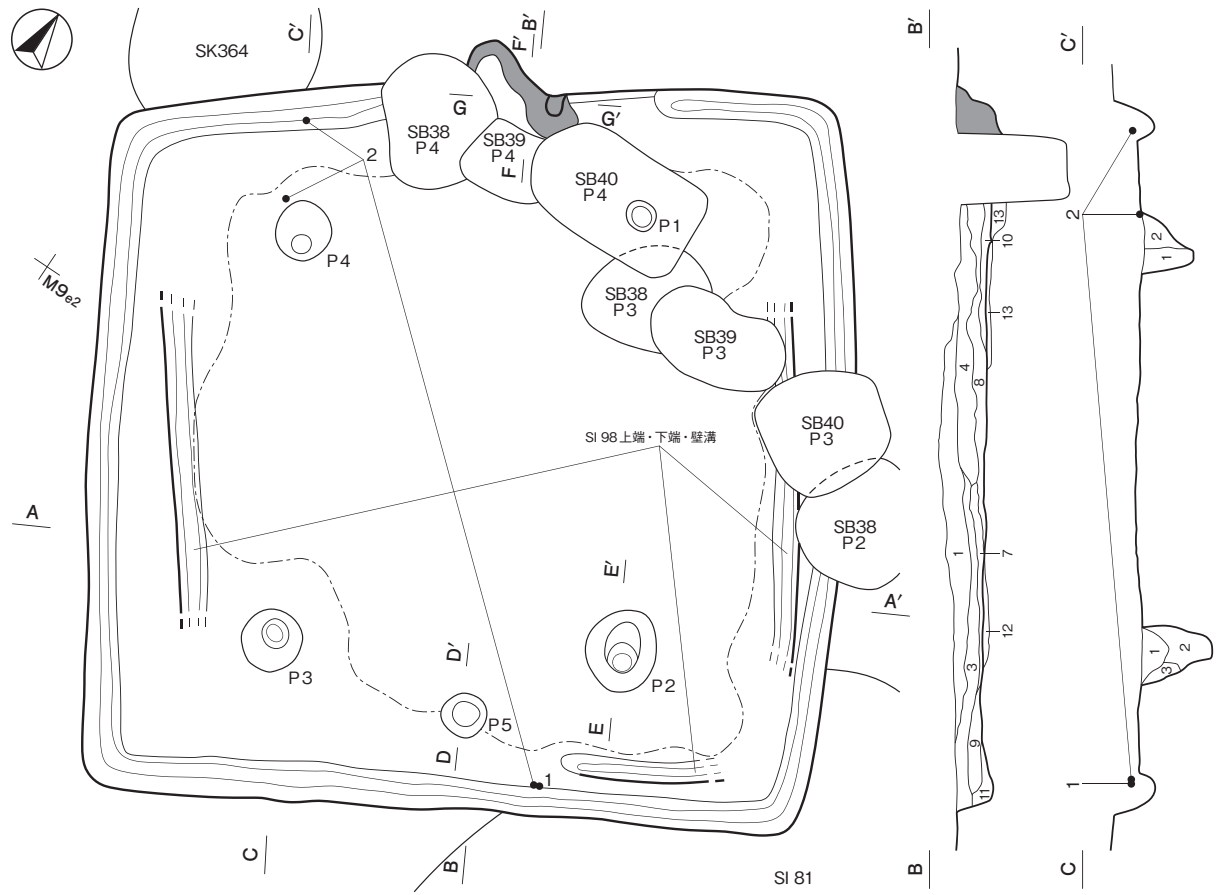 SK364
C'
F'
B'
B'
C'
G
SB38
P4
SB39
P4
F
G'
SB40
P4
P1
2
P4
M9e2
SB38
P3
SB39
P3
SB40
P3
SB38
P2
SI 98 上端・下端・壁溝
A
A'
E'
D'
P3
P2
P5
D
E
1
C
B
SI 81
13
10
13
4
8
1
7
12
3
9
11
B
2
2
1
1
2
3
1
C